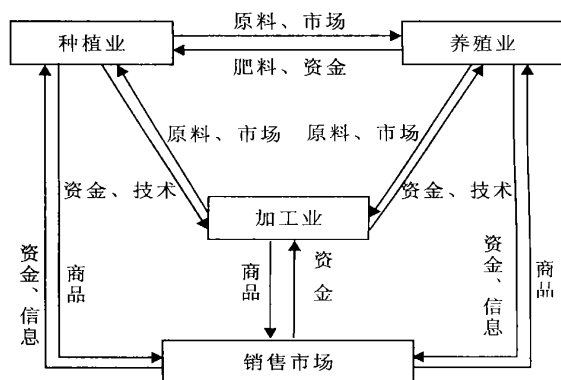 原料、市场
种植业
养殖业
肥料、资金
原料、市场
原料、市场
资金、技术
资金、技术
加工业
资金、信息
商品
商品
资金
资金、信息
商品
销售市场